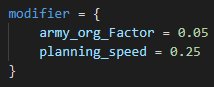 modifier = {
    army_org_Factor = 0.05
    planning_speed = 0.25
}